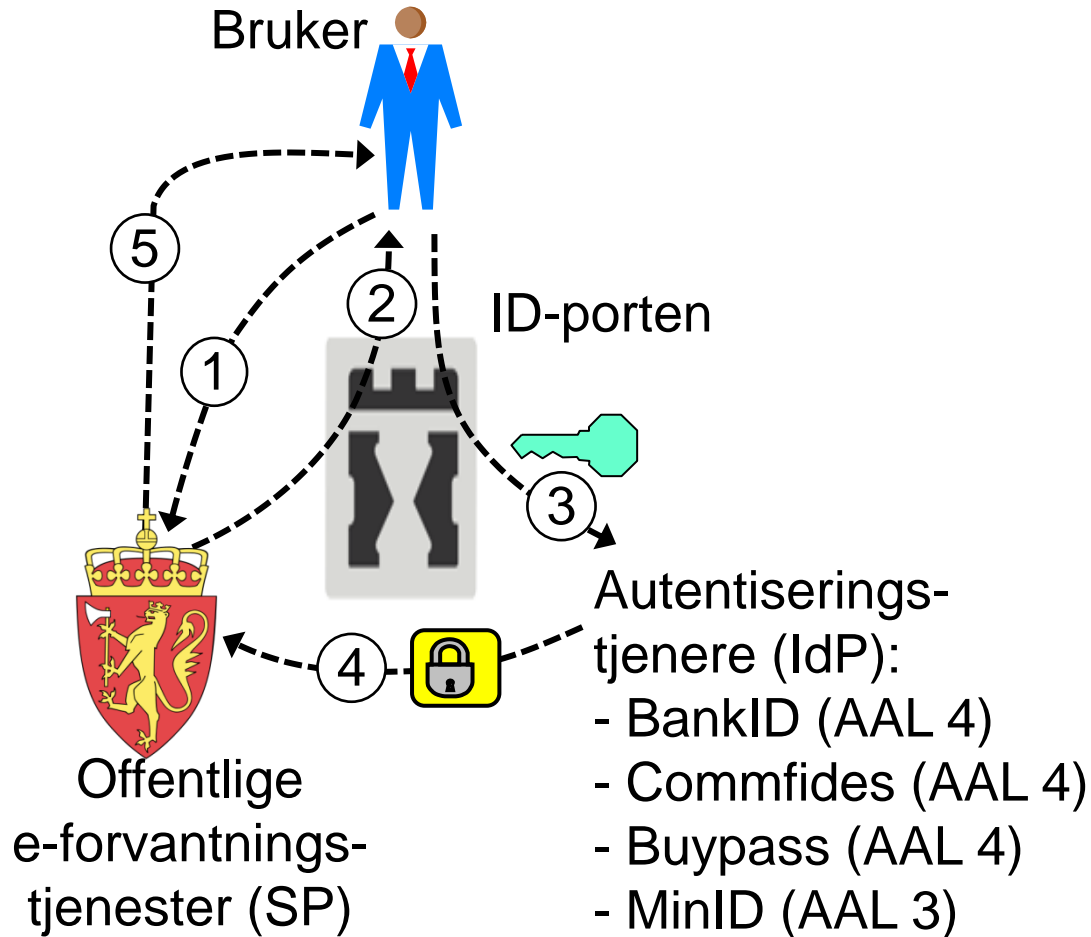 Bruker
5
2
ID-porten
1
3
Autentiserings-
tjenere (IdP):
- BankID (AAL 4)
- Commfides (AAL 4)
- Buypass (AAL 4)
- MinID (AAL 3)
4
Offentlige
e-forvantnings-
tjenester (SP)